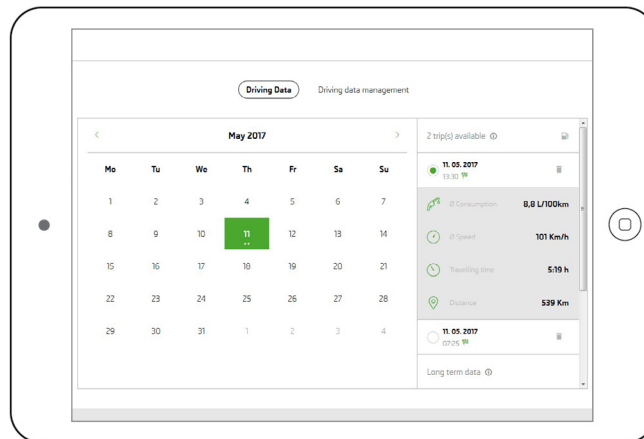 Driving Data Driving data management
May 2017
Mo Tu We Th Fr Sa Su
1 2 3 4 5 6 7
8 9 10 11 12 13 14
15 16 17 18 19 20 21
22 23 24 25 26 27 28
29 30 31 1 2 3 4
2 trip(s) available
11. 05. 2017
13:30
Ø Consumption 8,8 L/100km
Ø Speed 101 Km/h
Travelling time 5:19 h
Distance 539 Km
11. 05. 2017
07:25
Long term data